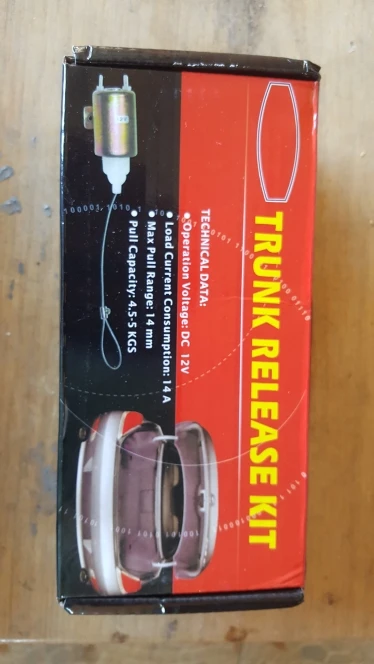 TRUNK RELEASE KIT
TECHNICAL DATA:
●Operation Voltage: DC 12V
●Load Current Consumption: 14 A
●Max Pull Range: 14 mm
●Pull Capacity: 4.5-5 KGS